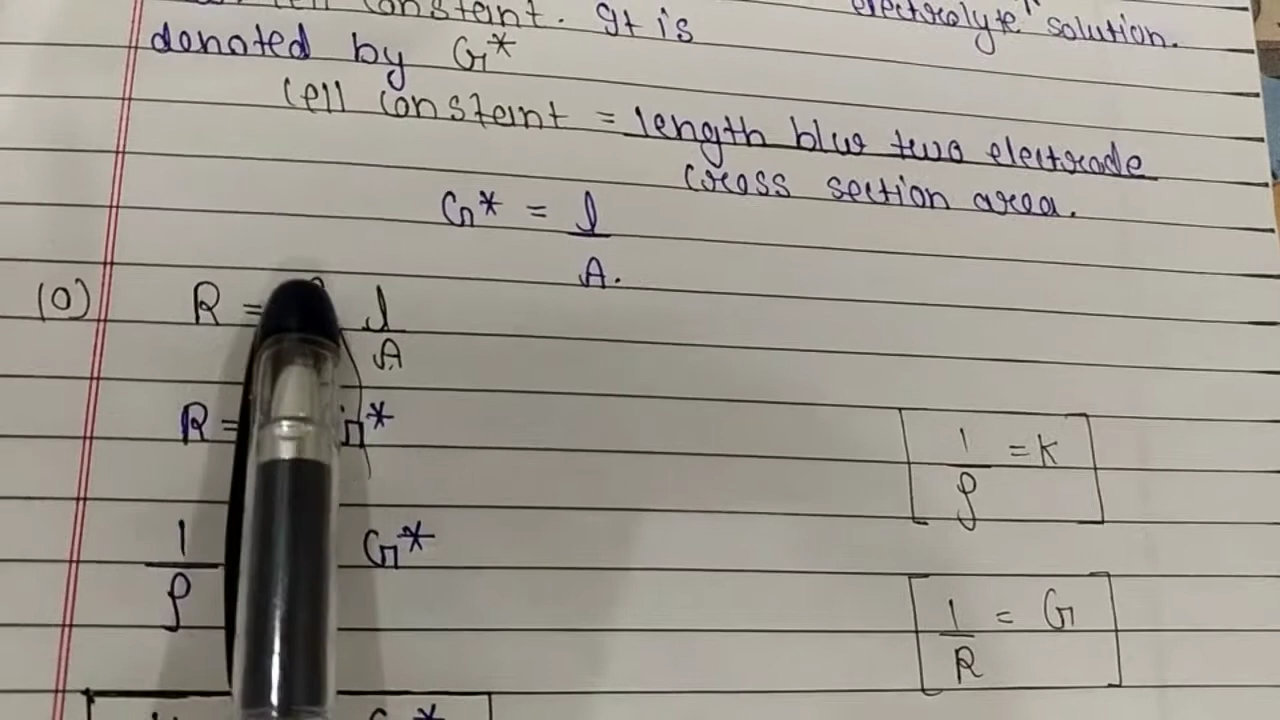 constant. It is
electrolyte solution.
denoted by G*
Cell constant = length b/w two electrode
cross section area.
G* = l
A.
(0) R = l
A
R = G*
1
ρ
G*
1 = K
ρ
1 = G
R
G*